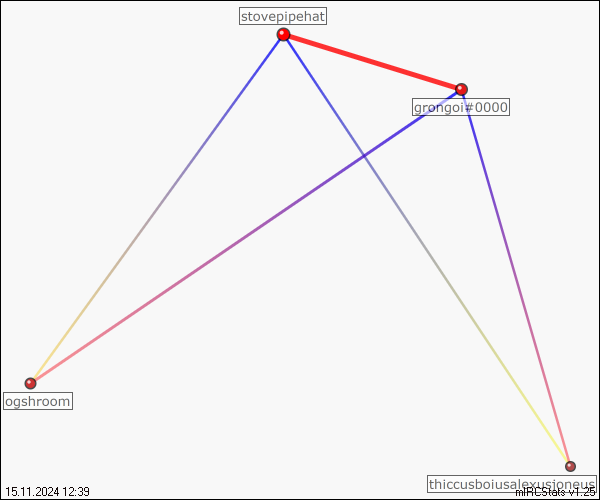 stovepipehat
grongoi#0000
ogshroom
thiccusboiusalexusioneus
15.11.2024 12:39
mIRCStats v1.25